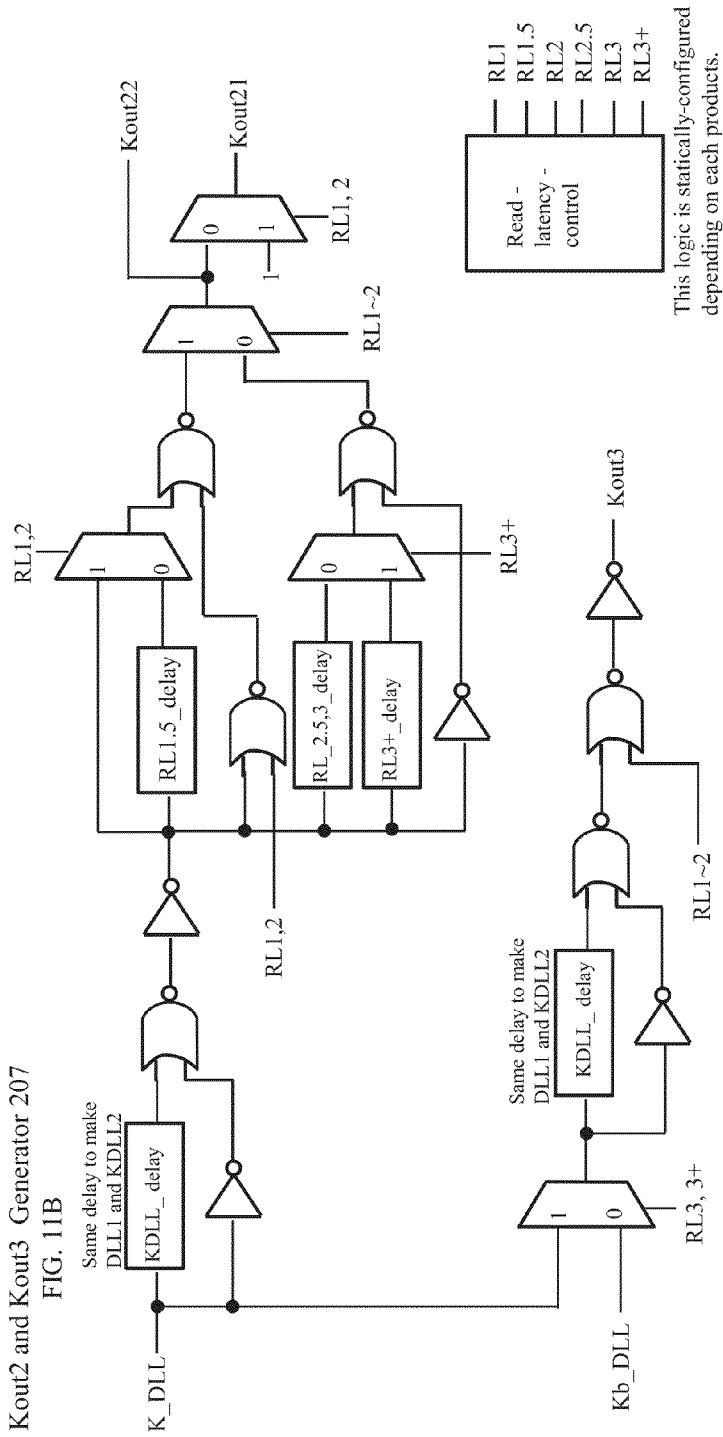 Kout2 and Kout3 Generator 207
FIG. 11B
K_DLL
Same delay to make
DLL1 and KDLL2
KDLL_ delay
RL1,2
RL1.5_delay
RL1,2
1
0
RL_2.5,3_delay
RL3+_delay
0
1
RL3+
1
0
RL1~2
Kout22
0
1
1
RL1, 2
Kout21
Kb_DLL
1
0
RL3, 3+
Same delay to make
DLL1 and KDLL2
KDLL_ delay
RL1~2
Kout3
Read -
latency -
control
RL1
RL1.5
RL2
RL2.5
RL3
RL3+
This logic is statically-configured
depending on each products.